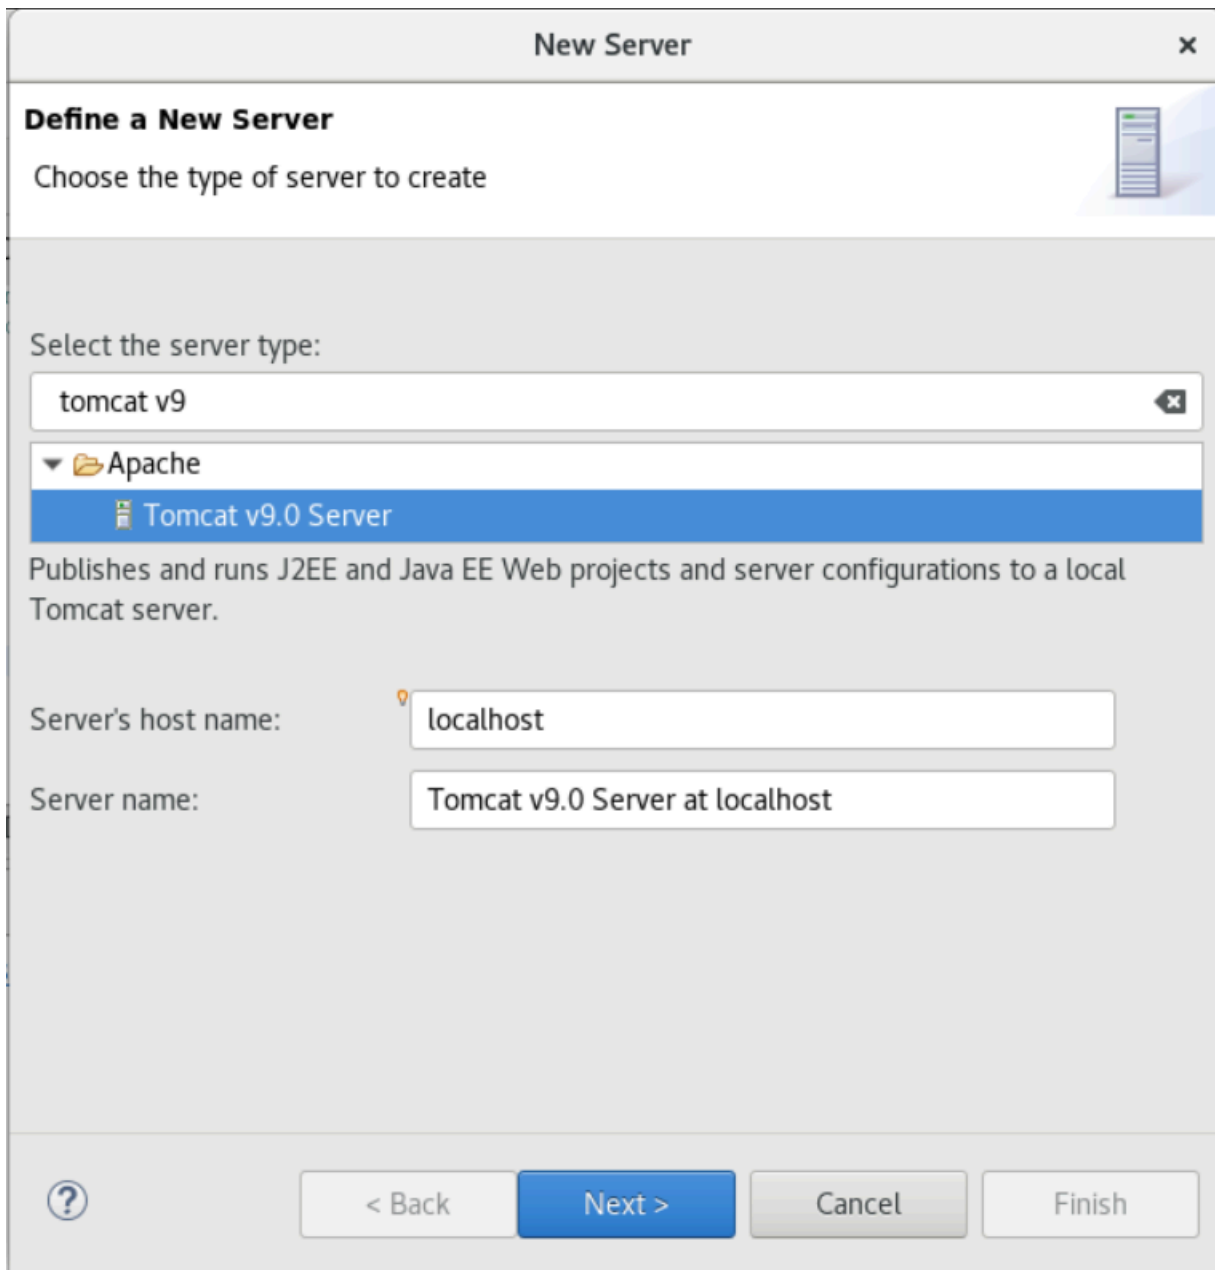 New Server
Define a New Server
Choose the type of server to create
Select the server type:
tomcat v9
Apache
Tomcat v9.0 Server
Publishes and runs J2EE and Java EE Web projects and server configurations to a local
Tomcat server.
Server's host name: localhost
Server name: Tomcat v9.0 Server at localhost
< Back Next > Cancel Finish